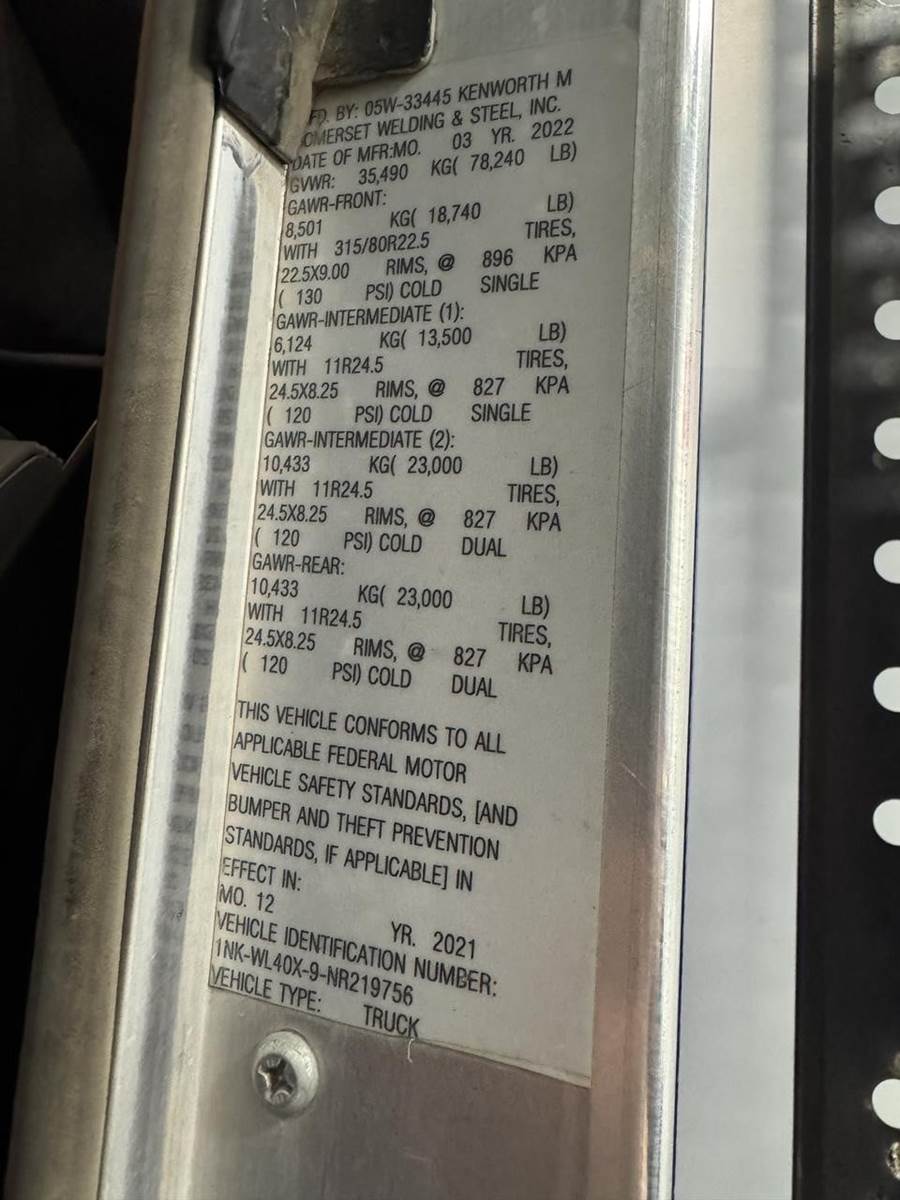 FD. BY: 05W-33445 KENWORTH M
OMERSET WELDING & STEEL, INC.
DATE OF MFR:MO. 03 YR. 2022
GVWR: 35,490 KG( 78,240 LB)
GAWR-FRONT:
8,501 KG( 18,740 LB)
WITH 315/80R22.5 TIRES,
22.5X9.00 RIMS, @ 896 KPA
( 130 PSI) COLD SINGLE
GAWR-INTERMEDIATE (1):
6,124 KG( 13,500 LB)
WITH 11R24.5 TIRES,
24.5X8.25 RIMS, @ 827 KPA
( 120 PSI) COLD SINGLE
GAWR-INTERMEDIATE (2):
10,433 KG( 23,000 LB)
WITH 11R24.5 TIRES,
24.5X8.25 RIMS, @ 827 KPA
( 120 PSI) COLD DUAL
GAWR-REAR:
10,433 KG( 23,000 LB)
WITH 11R24.5 TIRES,
24.5X8.25 RIMS, @ 827 KPA
( 120 PSI) COLD DUAL
THIS VEHICLE CONFORMS TO ALL
APPLICABLE FEDERAL MOTOR
VEHICLE SAFETY STANDARDS, [AND
BUMPER AND THEFT PREVENTION
STANDARDS, IF APPLICABLE] IN
EFFECT IN:
MO. 12 YR. 2021
VEHICLE IDENTIFICATION NUMBER:
1NK-WL40X-9-NR219756
VEHICLE TYPE: TRUCK